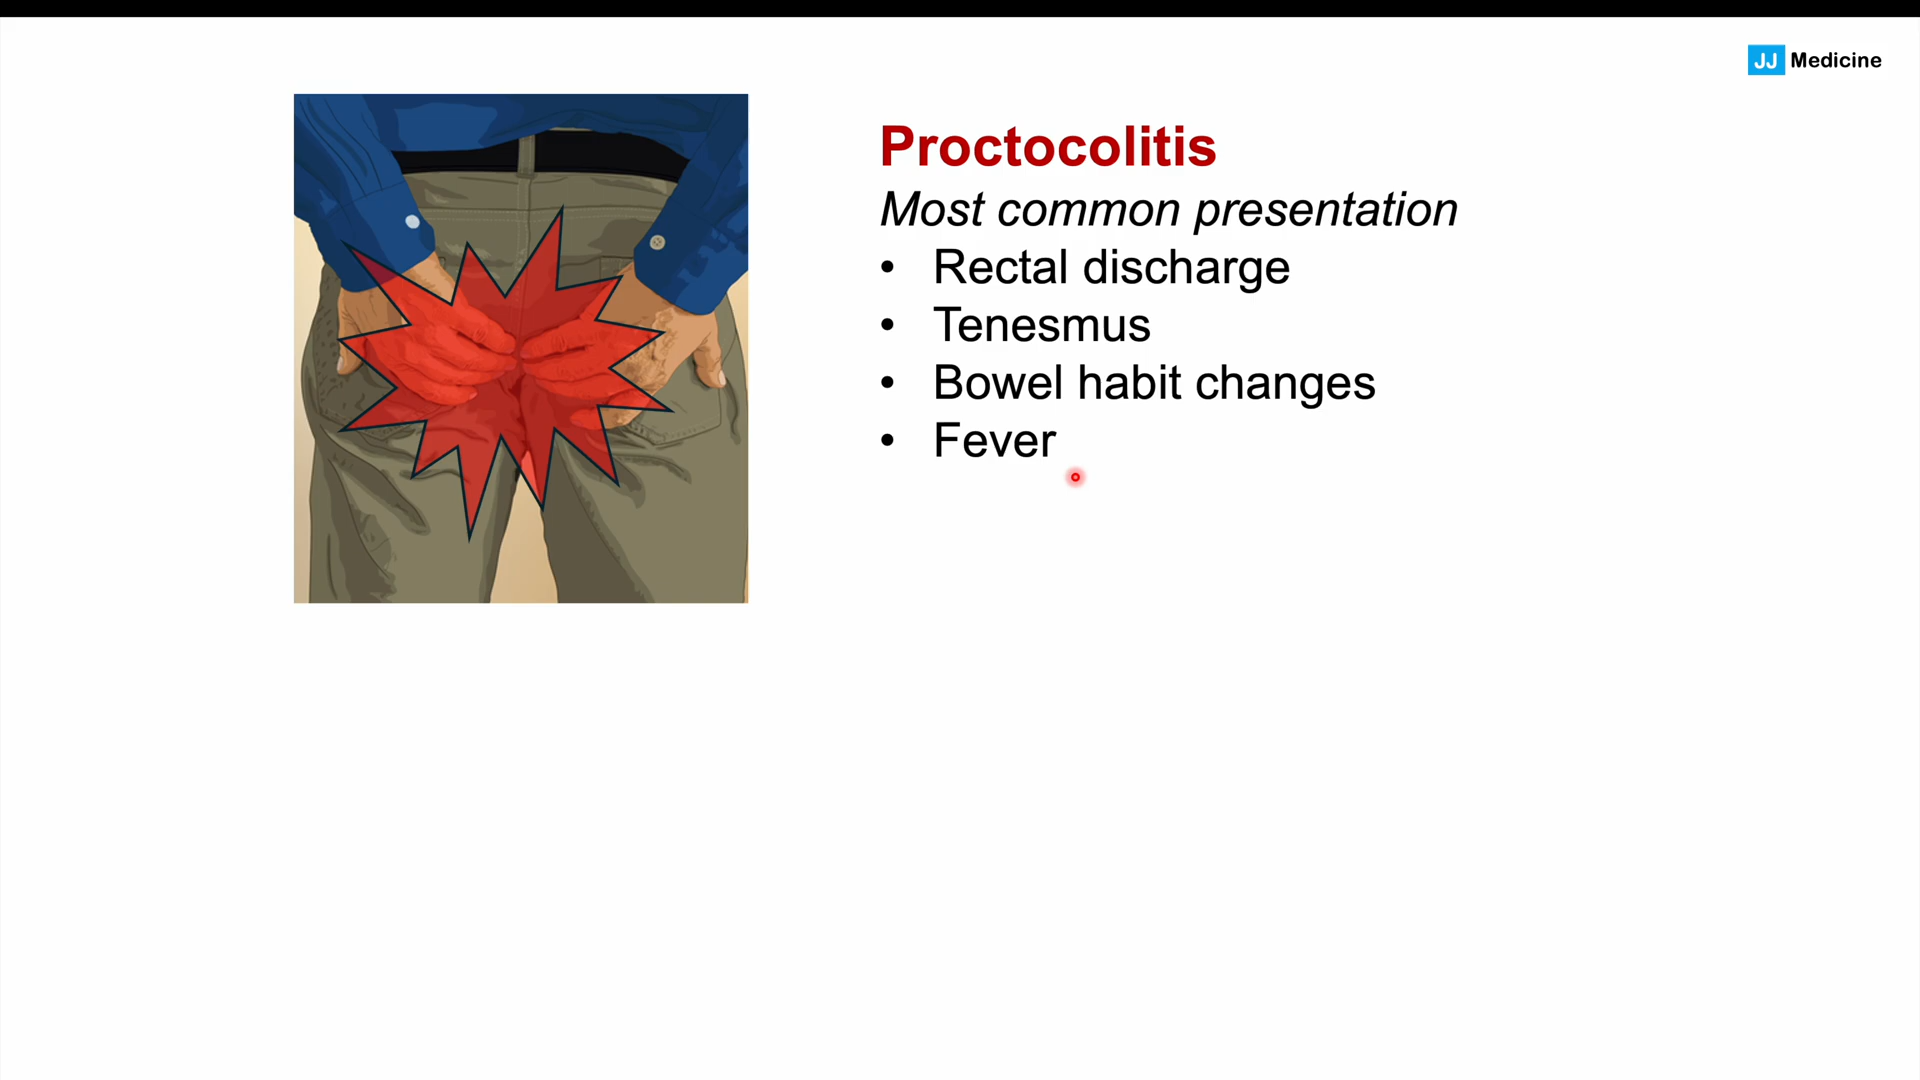 JJ Medicine
Proctocolitis
Most common presentation
• Rectal discharge
• Tenesmus
• Bowel habit changes
• Fever